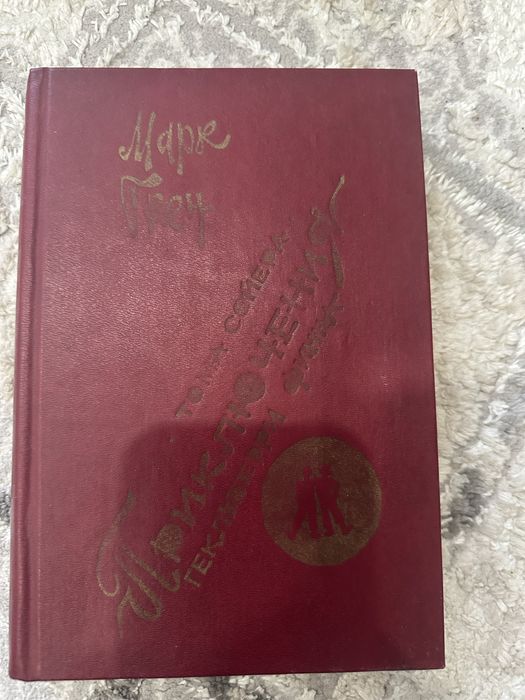 Марк
Твен
Приключения
Тома Сойера
Гекльберри Финна